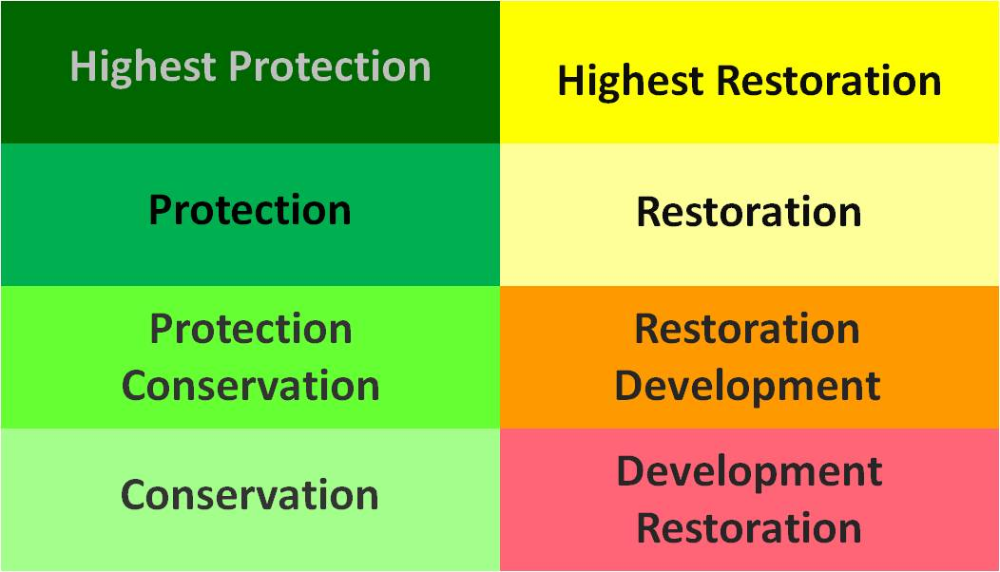 Highest Protection
Highest Restoration
Protection
Restoration
Protection
Conservation
Restoration
Development
Conservation
Development
Restoration